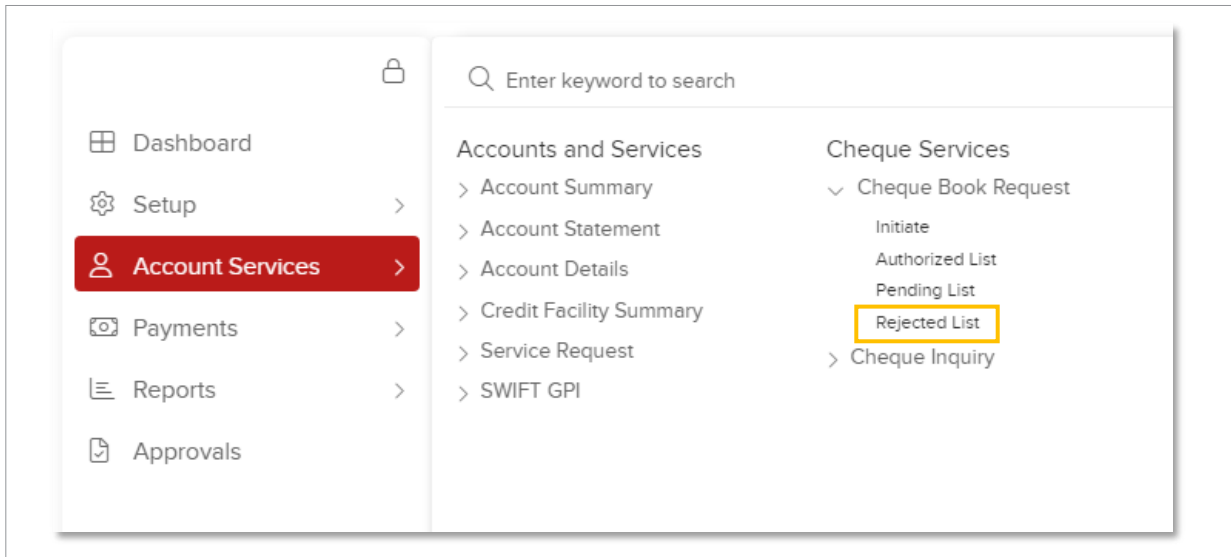 Dashboard
Setup
Account Services
Payments
Reports
Approvals
Enter keyword to search
Accounts and Services
Account Summary
Account Statement
Account Details
Credit Facility Summary
Service Request
SWIFT GPI
Cheque Services
Cheque Book Request
Initiate
Authorized List
Pending List
Rejected List
Cheque Inquiry